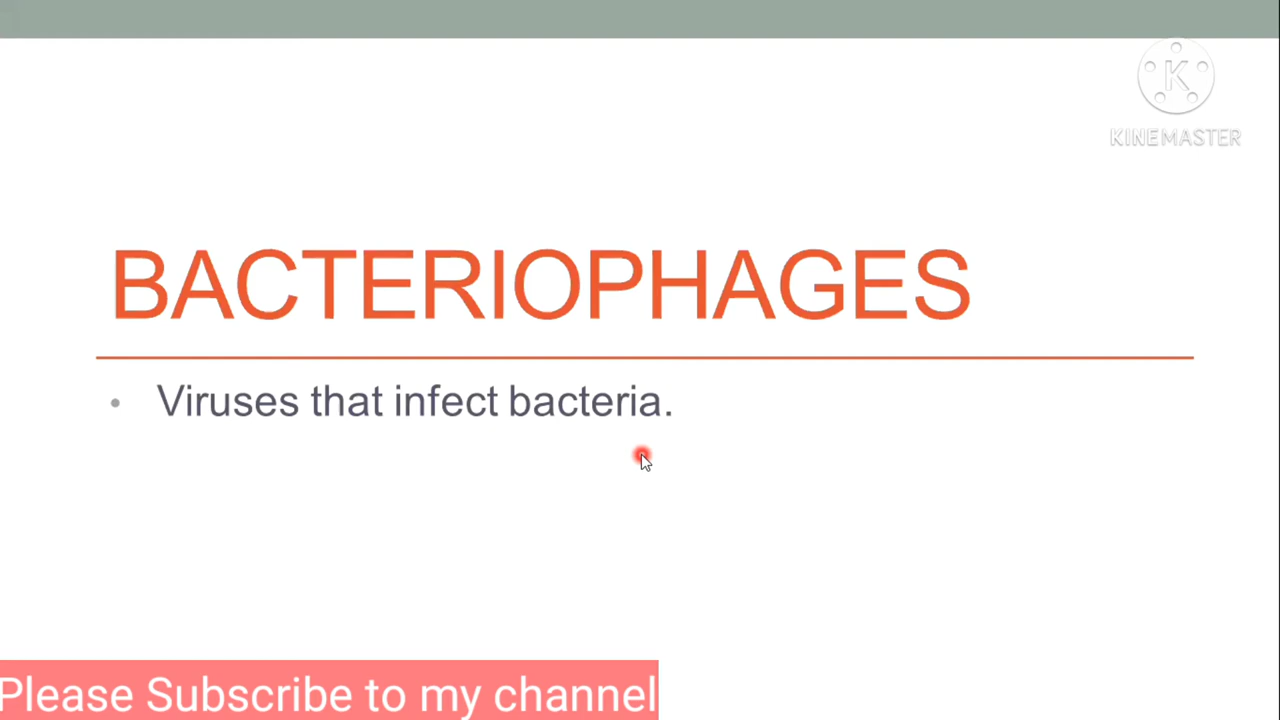 K
KINEMASTER
BACTERIOPHAGES
• Viruses that infect bacteria.
Please Subscribe to my channel